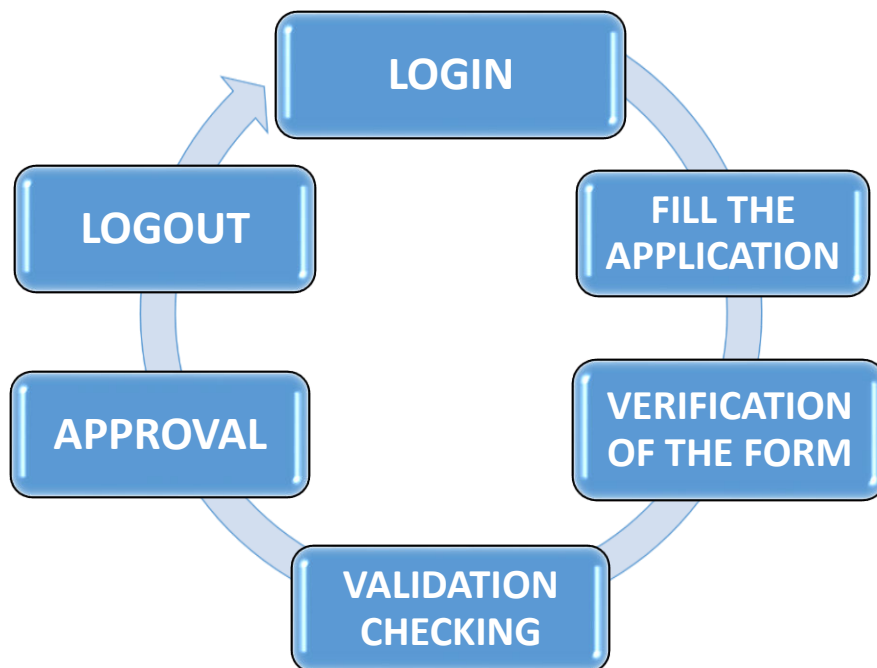 LOGIN
FILL THE
APPLICATION
VERIFICATION
OF THE FORM
VALIDATION
CHECKING
APPROVAL
LOGOUT